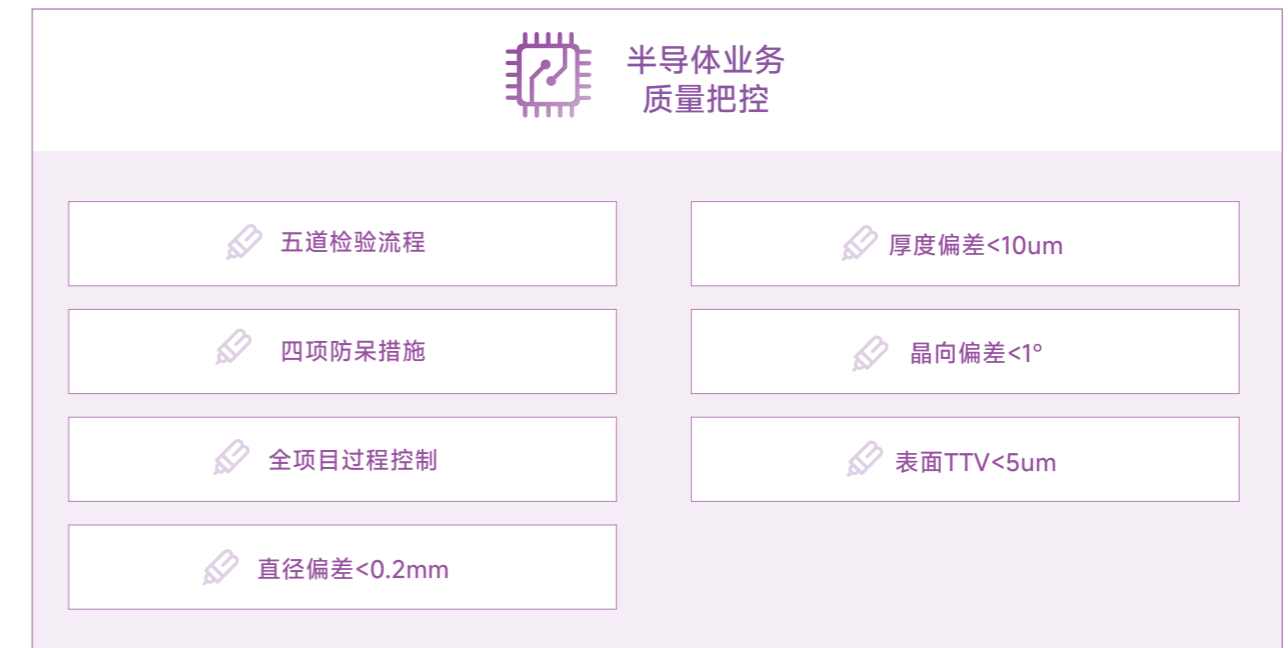 半导体业务
质量把控
五道检验流程
厚度偏差<10um
四项防呆措施
晶向偏差<1°
全项目过程控制
表面TTV<5um
直径偏差<0.2mm